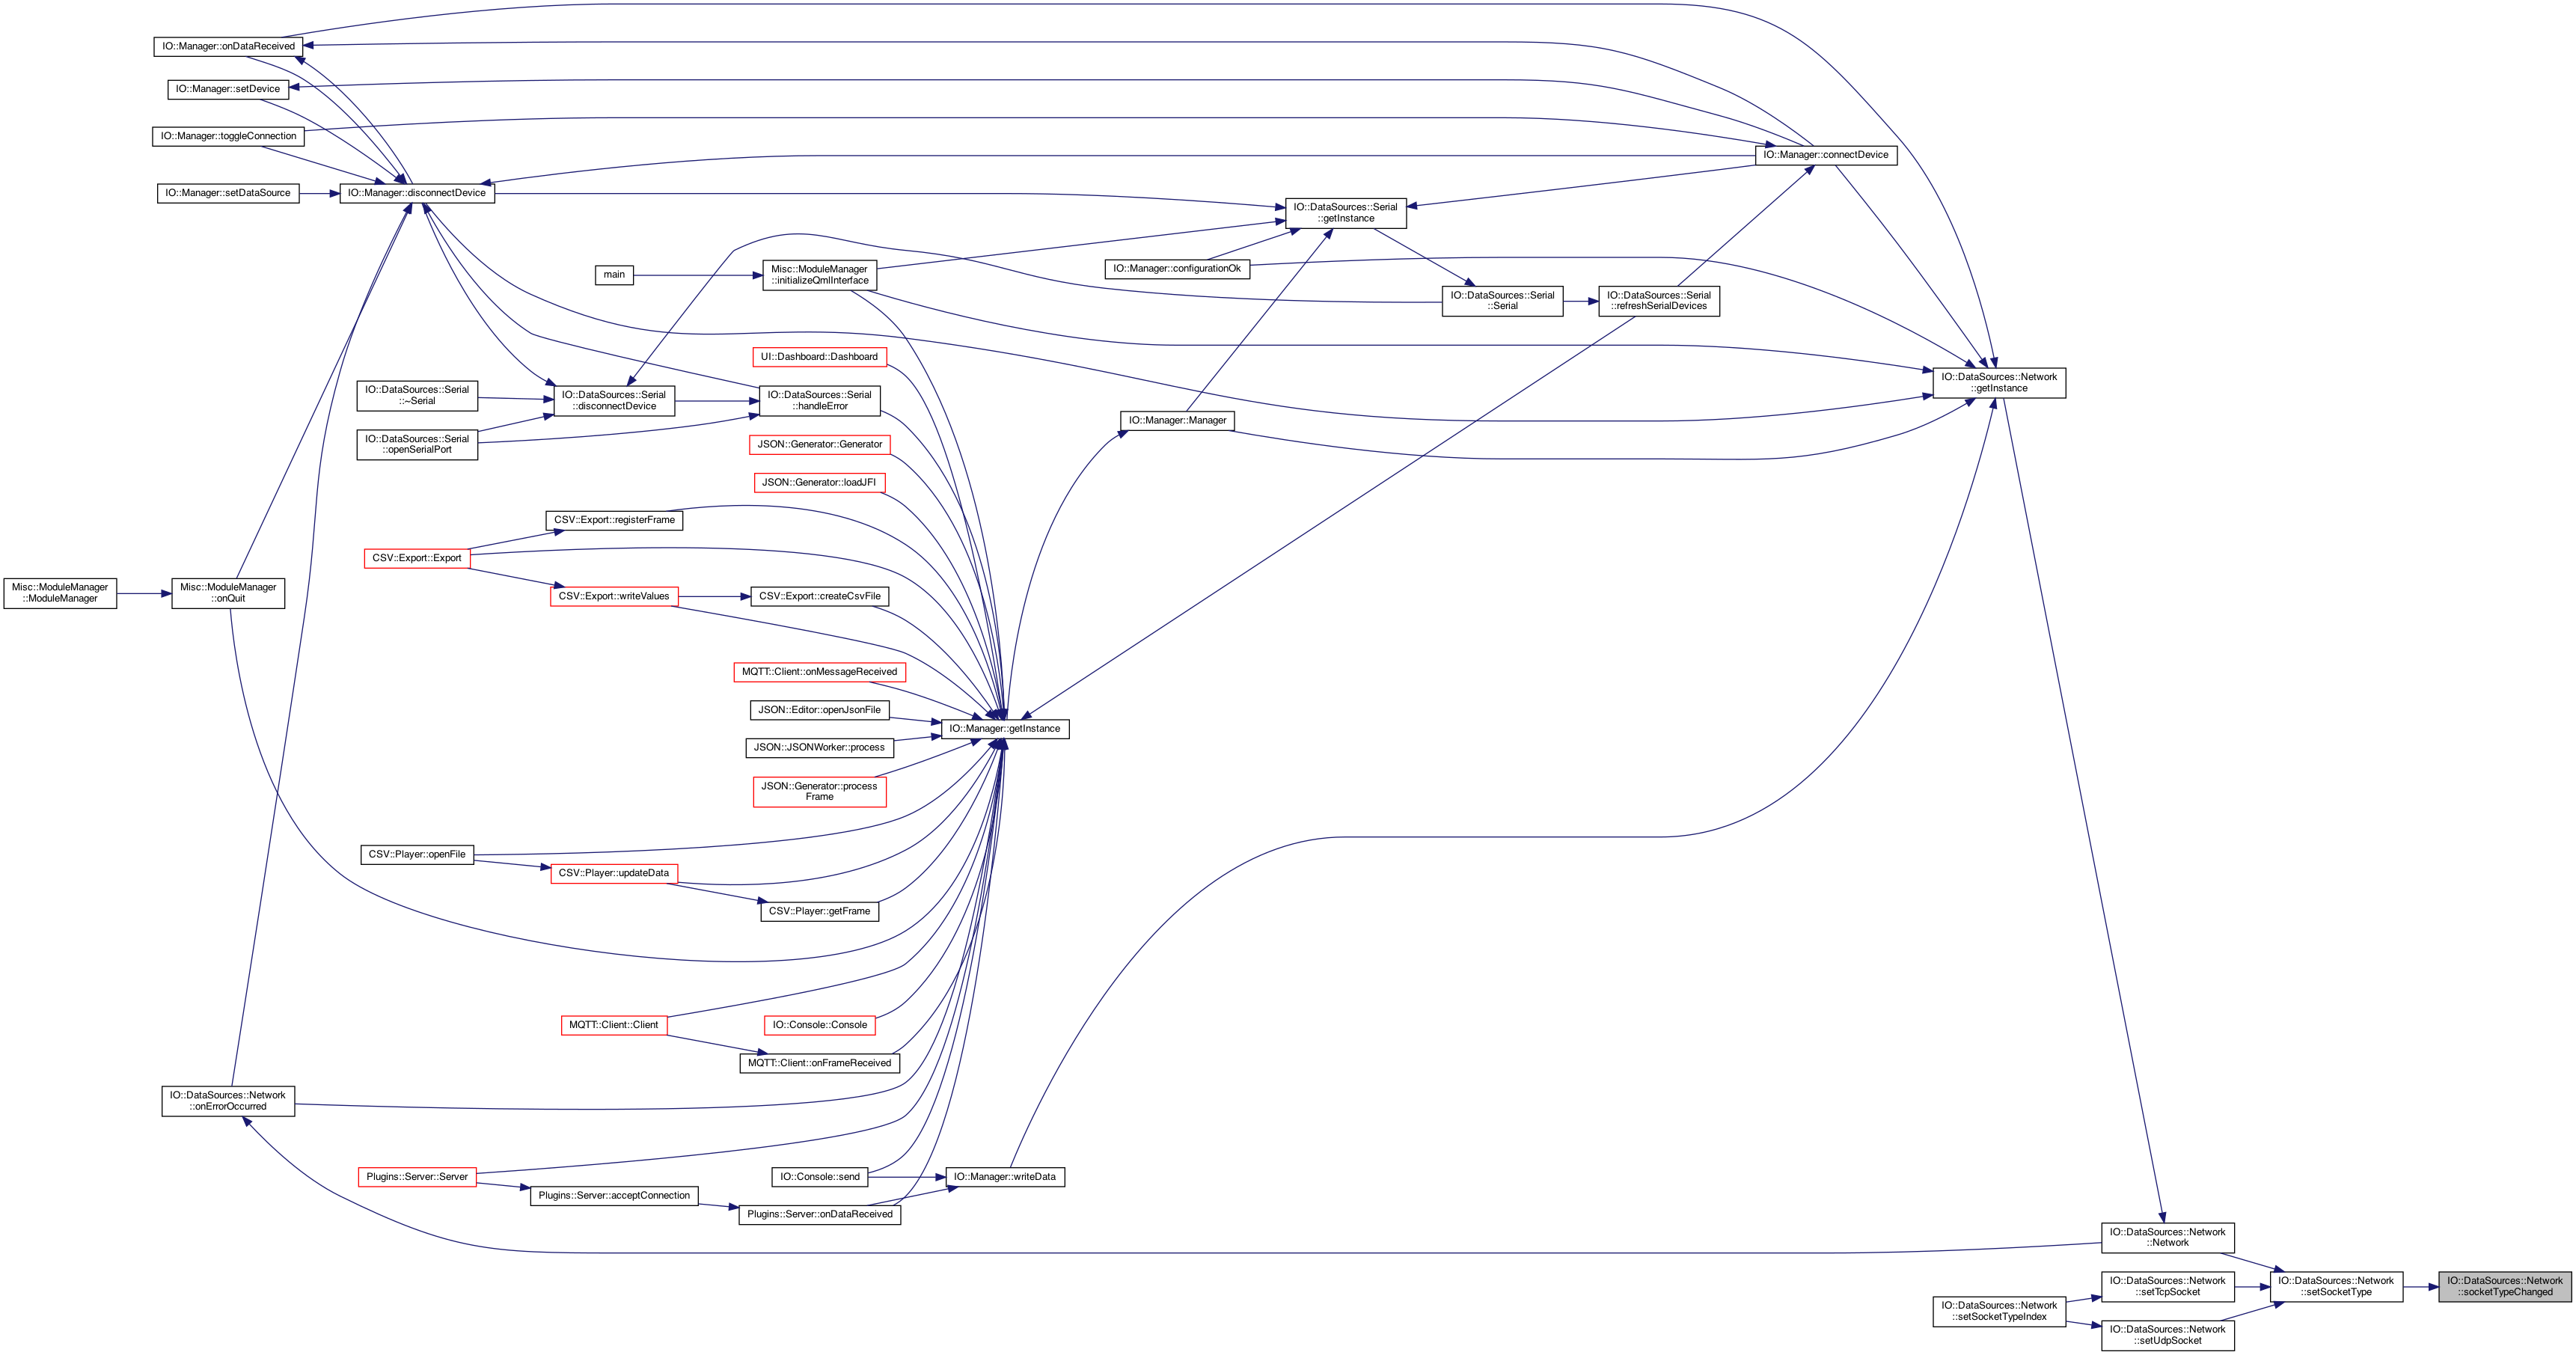 IO::Manager::onDataReceived
IO::Manager::setDevice
IO::Manager::toggleConnection
IO::Manager::connectDevice
IO::Manager::setDataSource
IO::Manager::disconnectDevice
IO::DataSources::Serial
::getInstance
main
Misc::ModuleManager
::initializeQmlInterface
IO::Manager::configurationOk
IO::DataSources::Serial
::Serial
IO::DataSources::Serial
::refreshSerialDevices
UI::Dashboard::Dashboard
IO::DataSources::Network
::getInstance
IO::DataSources::Serial
::~Serial
IO::DataSources::Serial
::disconnectDevice
IO::DataSources::Serial
::handleError
IO::Manager::Manager
IO::DataSources::Serial
::openSerialPort
JSON::Generator::Generator
JSON::Generator::loadJFI
CSV::Export::registerFrame
CSV::Export::Export
Misc::ModuleManager
::ModuleManager
Misc::ModuleManager
::onQuit
CSV::Export::writeValues
CSV::Export::createCsvFile
MQTT::Client::onMessageReceived
JSON::Editor::openJsonFile
IO::Manager::getInstance
JSON::JSONWorker::process
JSON::Generator::process
Frame
CSV::Player::openFile
CSV::Player::updateData
CSV::Player::getFrame
MQTT::Client::Client
IO::Console::Console
MQTT::Client::onFrameReceived
IO::DataSources::Network
::onErrorOccurred
Plugins::Server::Server
IO::Console::send
IO::Manager::writeData
Plugins::Server::acceptConnection
Plugins::Server::onDataReceived
IO::DataSources::Network
::Network
IO::DataSources::Network
::setTcpSocket
IO::DataSources::Network
::setSocketType
IO::DataSources::Network
::socketTypeChanged
IO::DataSources::Network
::setSocketTypeIndex
IO::DataSources::Network
::setUdpSocket